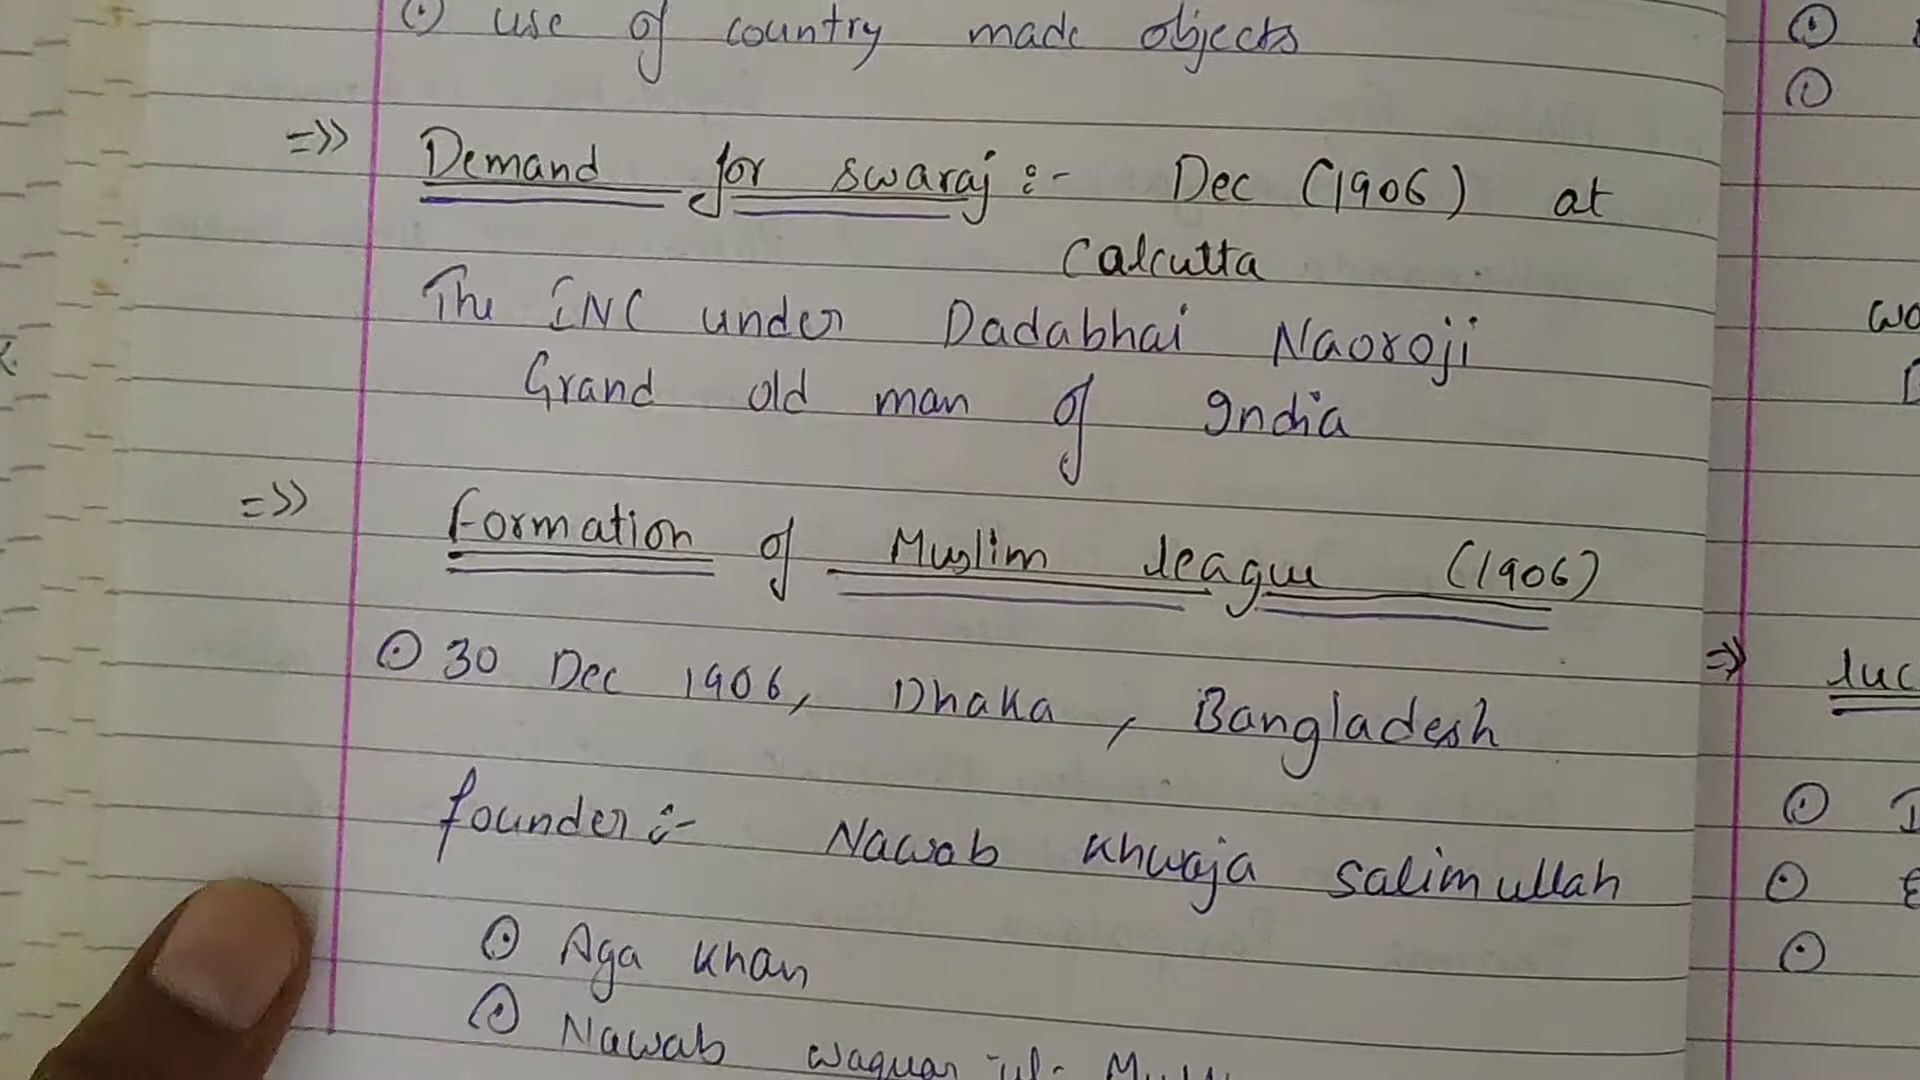 use of country made objects
=>> Demand for swaraj :- Dec (1906) at
Calcutta
The INC under Dadabhai Naoroji
Grand old man of India
=>> Formation of Muslim league (1906)
30 Dec 1906, Dhaka, Bangladesh
founder :- Nawab Khwaja Salimullah
Aga Khan
Nawab
=> luc